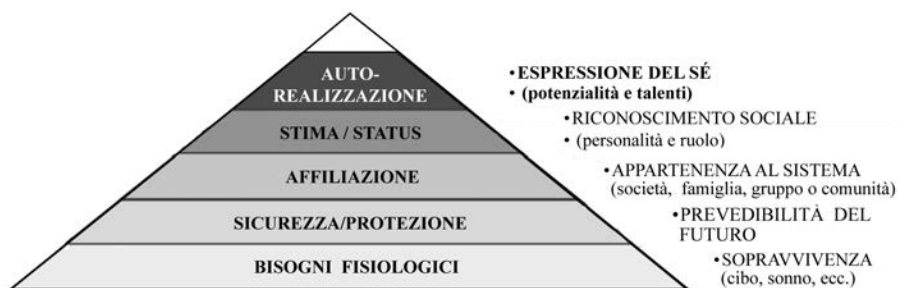 AUTO-
REALIZZAZIONE
•ESPRESSIONE DEL SÉ
• (potenzialità e talenti)
STIMA / STATUS
•RICONOSCIMENTO SOCIALE
• (personalità e ruolo)
AFFILIAZIONE
•APPARTENENZA AL SISTEMA
(società, famiglia, gruppo o comunità)
SICUREZZA/PROTEZIONE
•PREVEDIBILITÀ DEL
FUTURO
BISOGNI FISIOLOGICI
•SOPRAVVIVENZA
(cibo, sonno, ecc.)